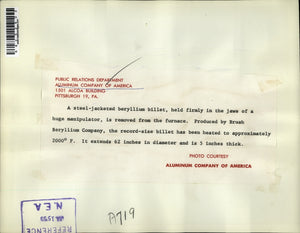 PUBLIC RELATIONS DEPARTMENT
ALUMINUM COMPANY OF AMERICA
1501 ALCOA BUILDING
PITTSBURGH 19, PA.
A steel-jacketed beryllium billet, held firmly in the jaws of a
huge manipulator, is removed from the furnace. Produced by Brush
Beryllium Company, the record-size billet has been heated to approximately
2000° F. It extends 62 inches in diameter and is 5 inches thick.
PHOTO COURTESY
ALUMINUM COMPANY OF AMERICA
A719
N.E.A
REFERENCE